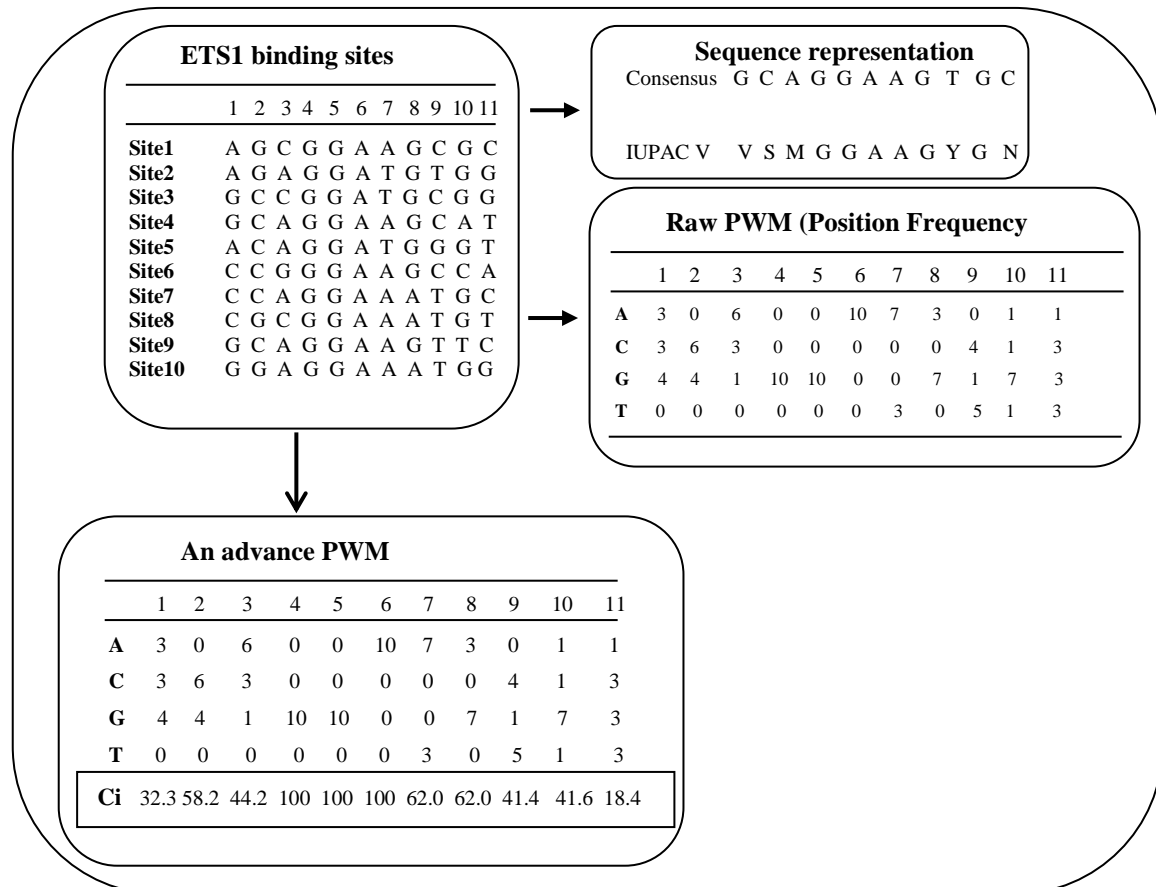 ETS1 binding sites
1 2 3 4 5 6 7 8 9 10 11
Site1 A G C G G A A G C G C
Site2 A G A G G A T G T G G
Site3 G C C G G A T G C G G
Site4 G C A G G A A G C A T
Site5 A C A G G A T G G G T
Site6 C C G G G A A G C C A
Site7 C C A G G A A A T G C
Site8 C G C G G A A A T G T
Site9 G C A G G A A G T T C
Site10 G G A G G A A A T G G
Sequence representation
Consensus G C A G G A A G T G C
IUPAC V V S M G G A A G Y G N
Raw PWM (Position Frequency
1 2 3 4 5 6 7 8 9 10 11
A 3 0 6 0 0 10 7 3 0 1 1
C 3 6 3 0 0 0 0 0 4 1 3
G 4 4 1 10 10 0 0 7 1 7 3
T 0 0 0 0 0 0 3 0 5 1 3
An advance PWM
1 2 3 4 5 6 7 8 9 10 11
A 3 0 6 0 0 10 7 3 0 1 1
C 3 6 3 0 0 0 0 0 4 1 3
G 4 4 1 10 10 0 0 7 1 7 3
T 0 0 0 0 0 0 3 0 5 1 3
Ci 32.3 58.2 44.2 100 100 100 62.0 62.0 41.4 41.6 18.4